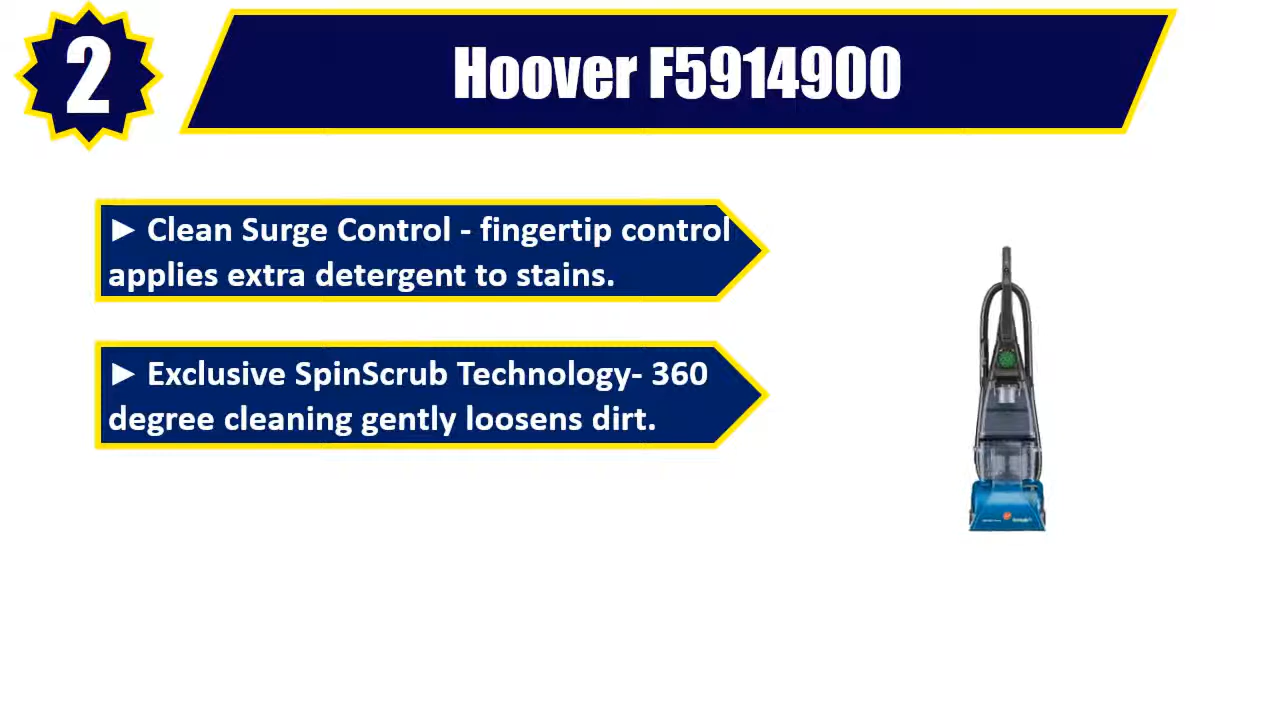 2
Hoover F5914900
► Clean Surge Control - fingertip control
applies extra detergent to stains.
► Exclusive SpinScrub Technology- 360
degree cleaning gently loosens dirt.